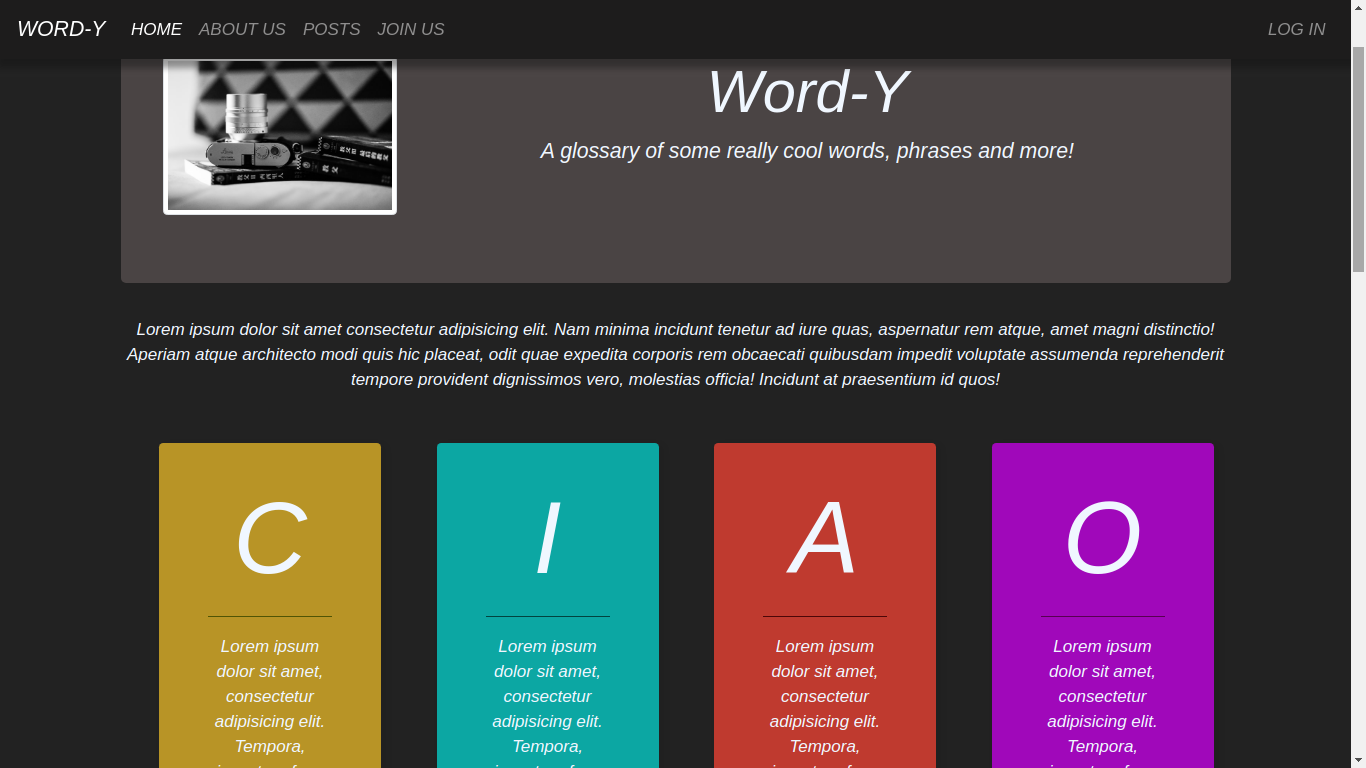 WORD-Y HOME ABOUT US POSTS JOIN US LOG IN
Word-Y
A glossary of some really cool words, phrases and more!
Lorem ipsum dolor sit amet consectetur adipisicing elit. Nam minima incidunt tenetur ad iure quas, aspernatur rem atque, amet magni distinctio!
Aperiam atque architecto modi quis hic placeat, odit quae expedita corporis rem obcaecati quibusdam impedit voluptate assumenda reprehenderit
tempore provident dignissimos vero, molestias officia! Incidunt at praesentium id quos!
C
Lorem ipsum
dolor sit amet,
consectetur
adipisicing elit.
Tempora,
I
Lorem ipsum
dolor sit amet,
consectetur
adipisicing elit.
Tempora,
A
Lorem ipsum
dolor sit amet,
consectetur
adipisicing elit.
Tempora,
O
Lorem ipsum
dolor sit amet,
consectetur
adipisicing elit.
Tempora,